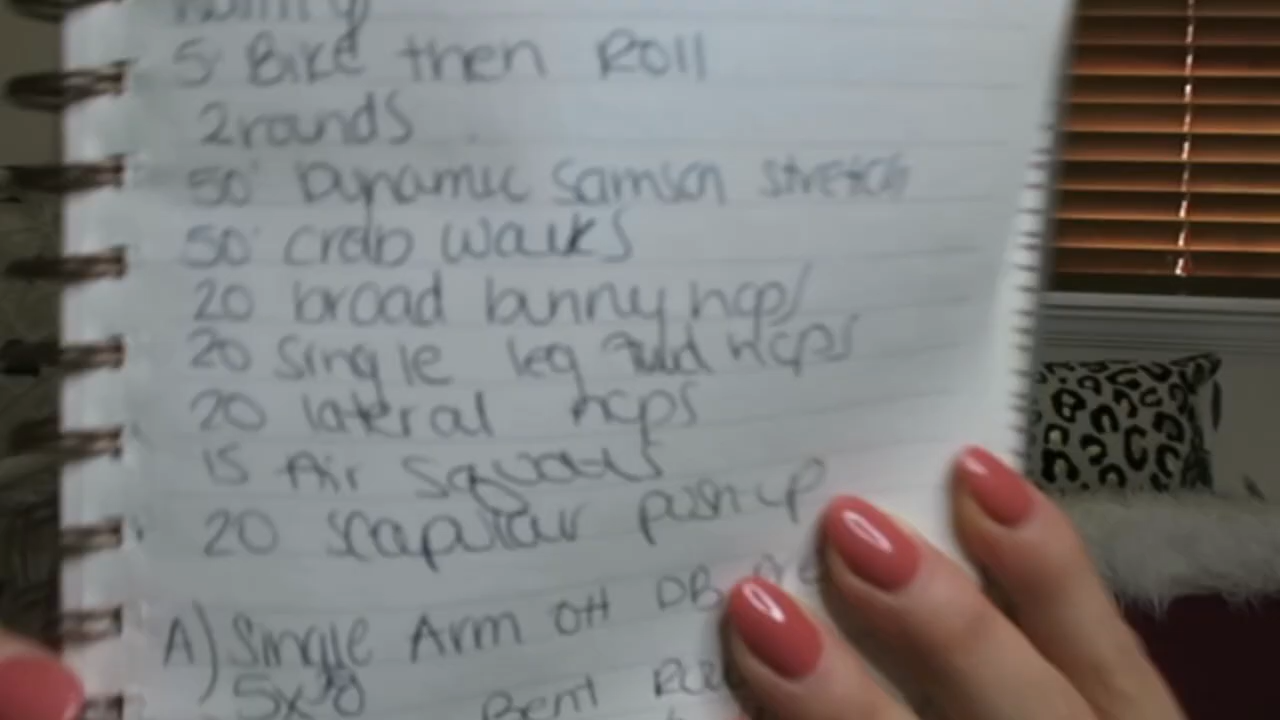 5' Bike then Roll
2 rounds
50' Dynamic Samson stretch
50' Crab walks
20 broad bunny hops
20 Single leg hops
20 lateral hops
15 Air Squats
20 Scapular push up
A) Single Arm OH DB
5x8
Bent